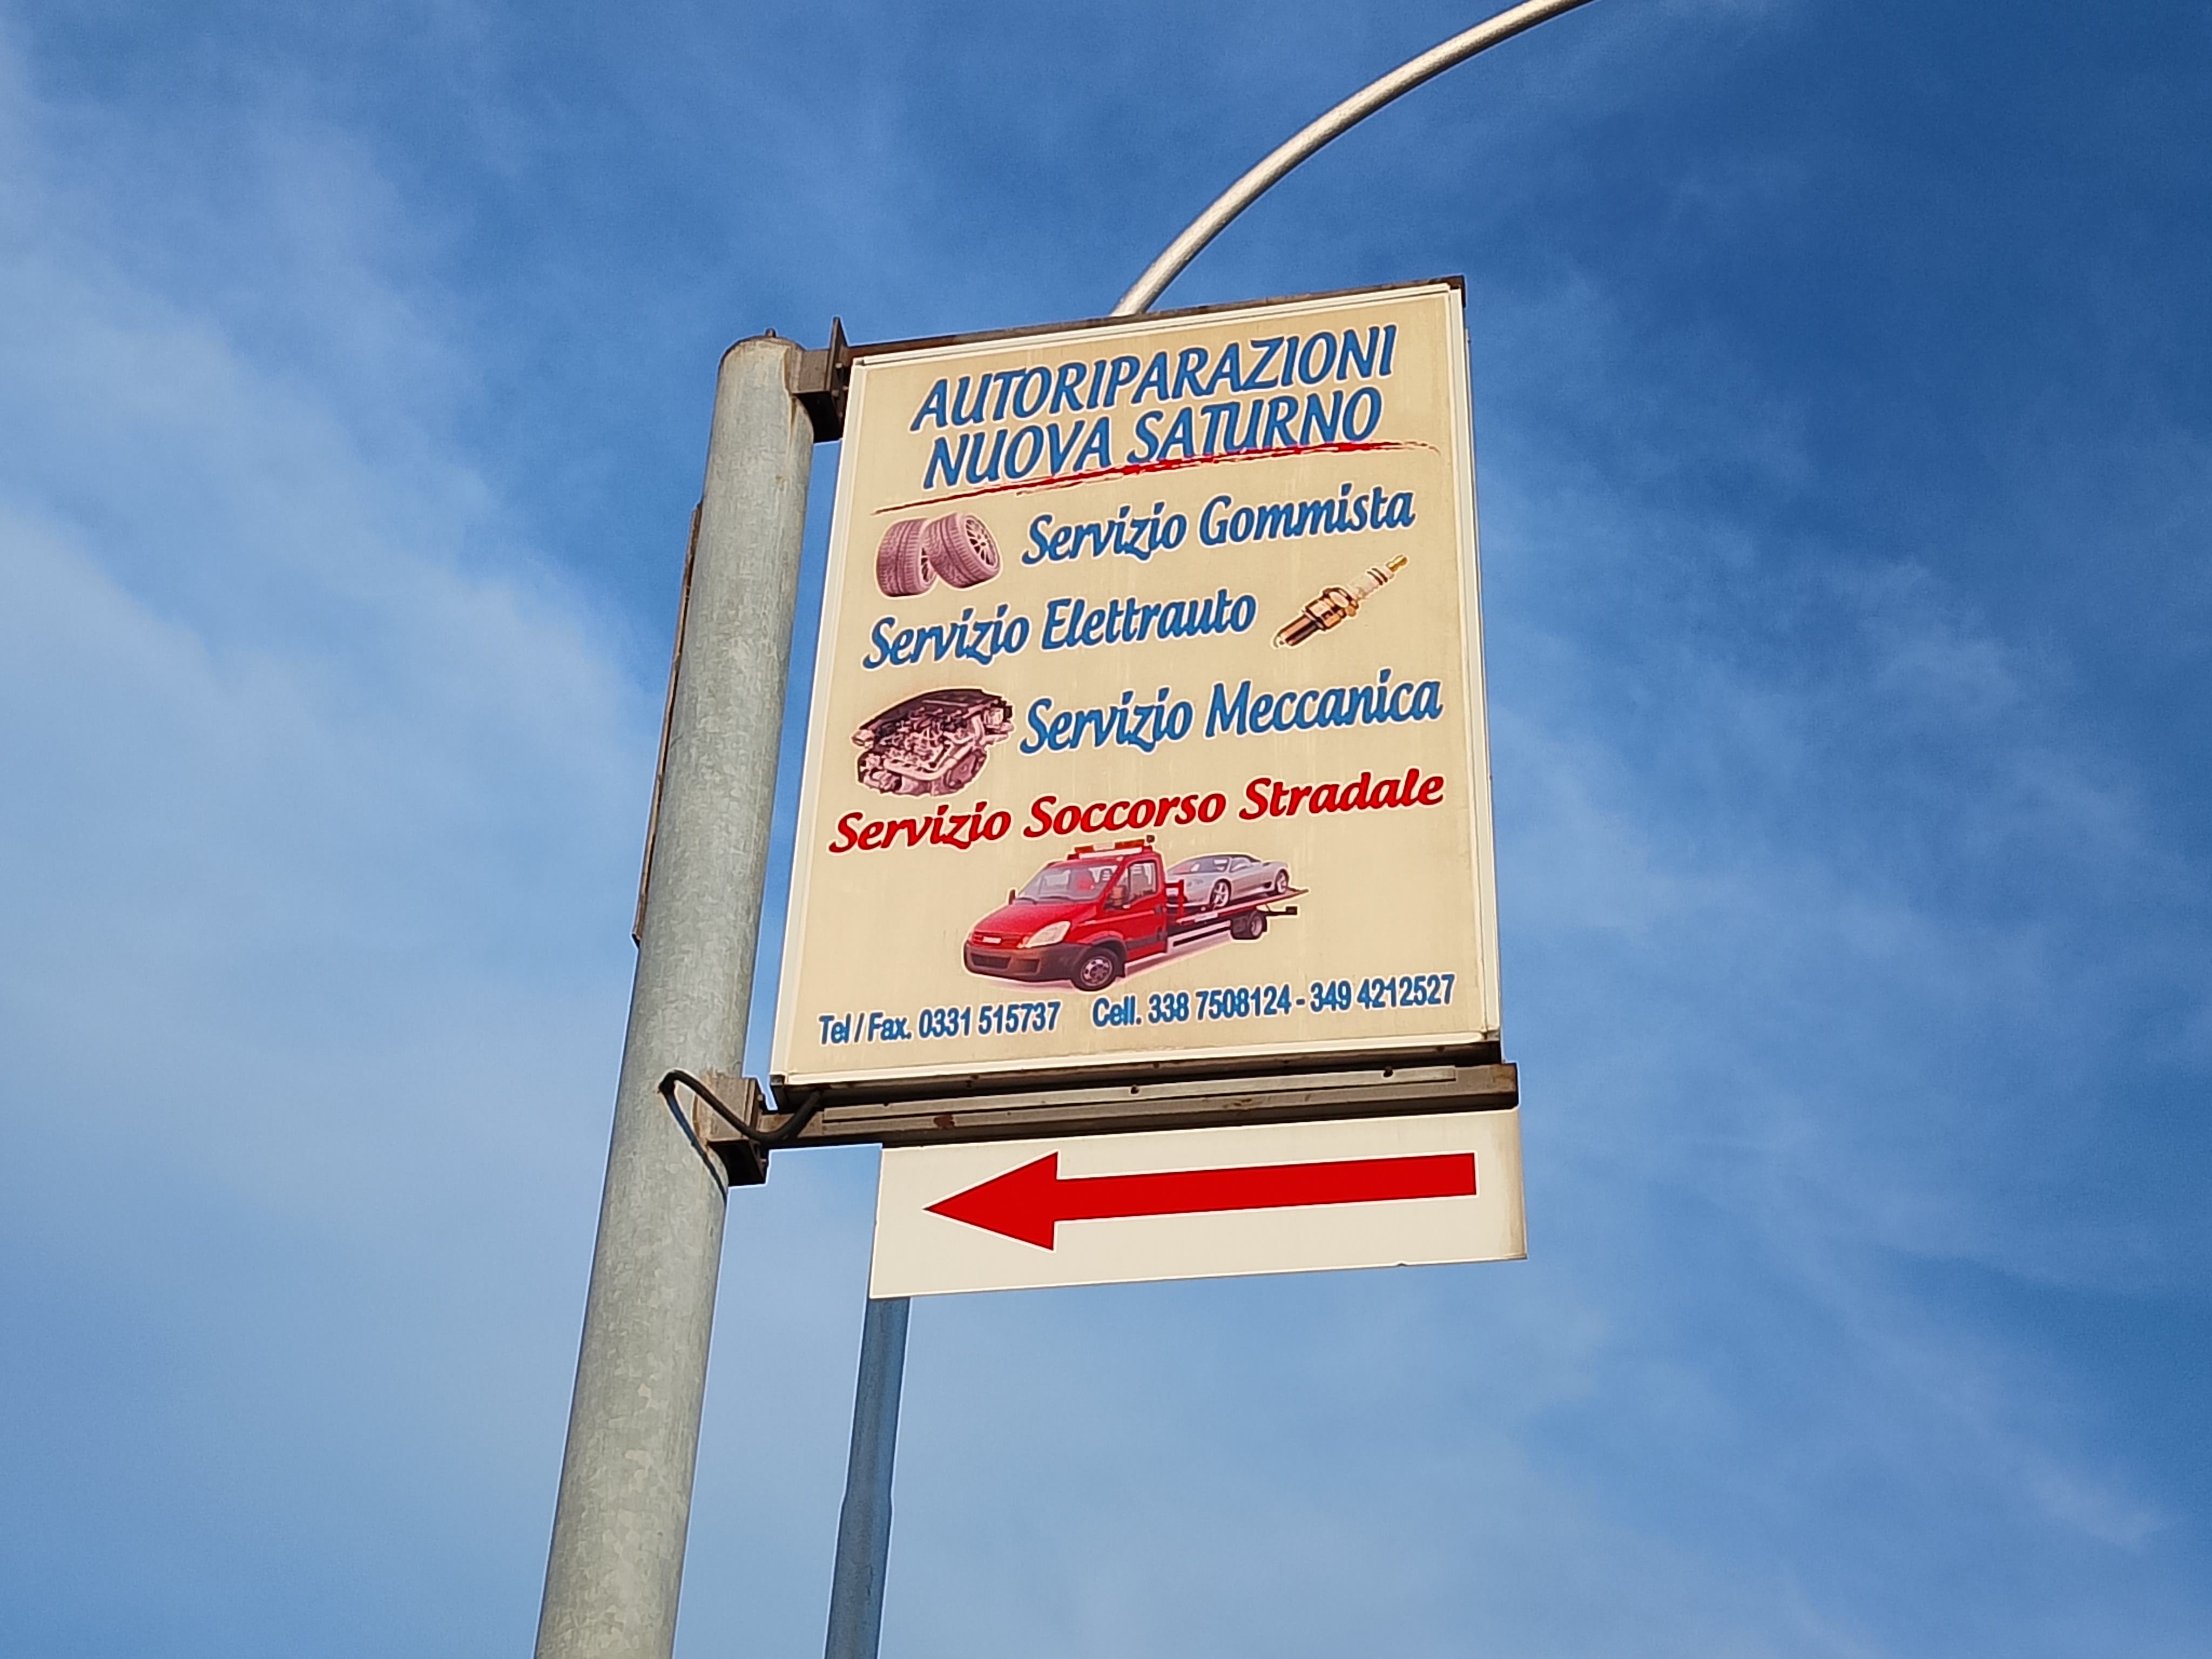 AUTORIPARAZIONI
NUOVA SATURNO
Servizio Gommista
Servizio Elettrauto
Servizio Meccanica
Servizio Soccorso Stradale
Tel / Fax. 0331 515737 Cell. 338 7508124 - 349 4212527